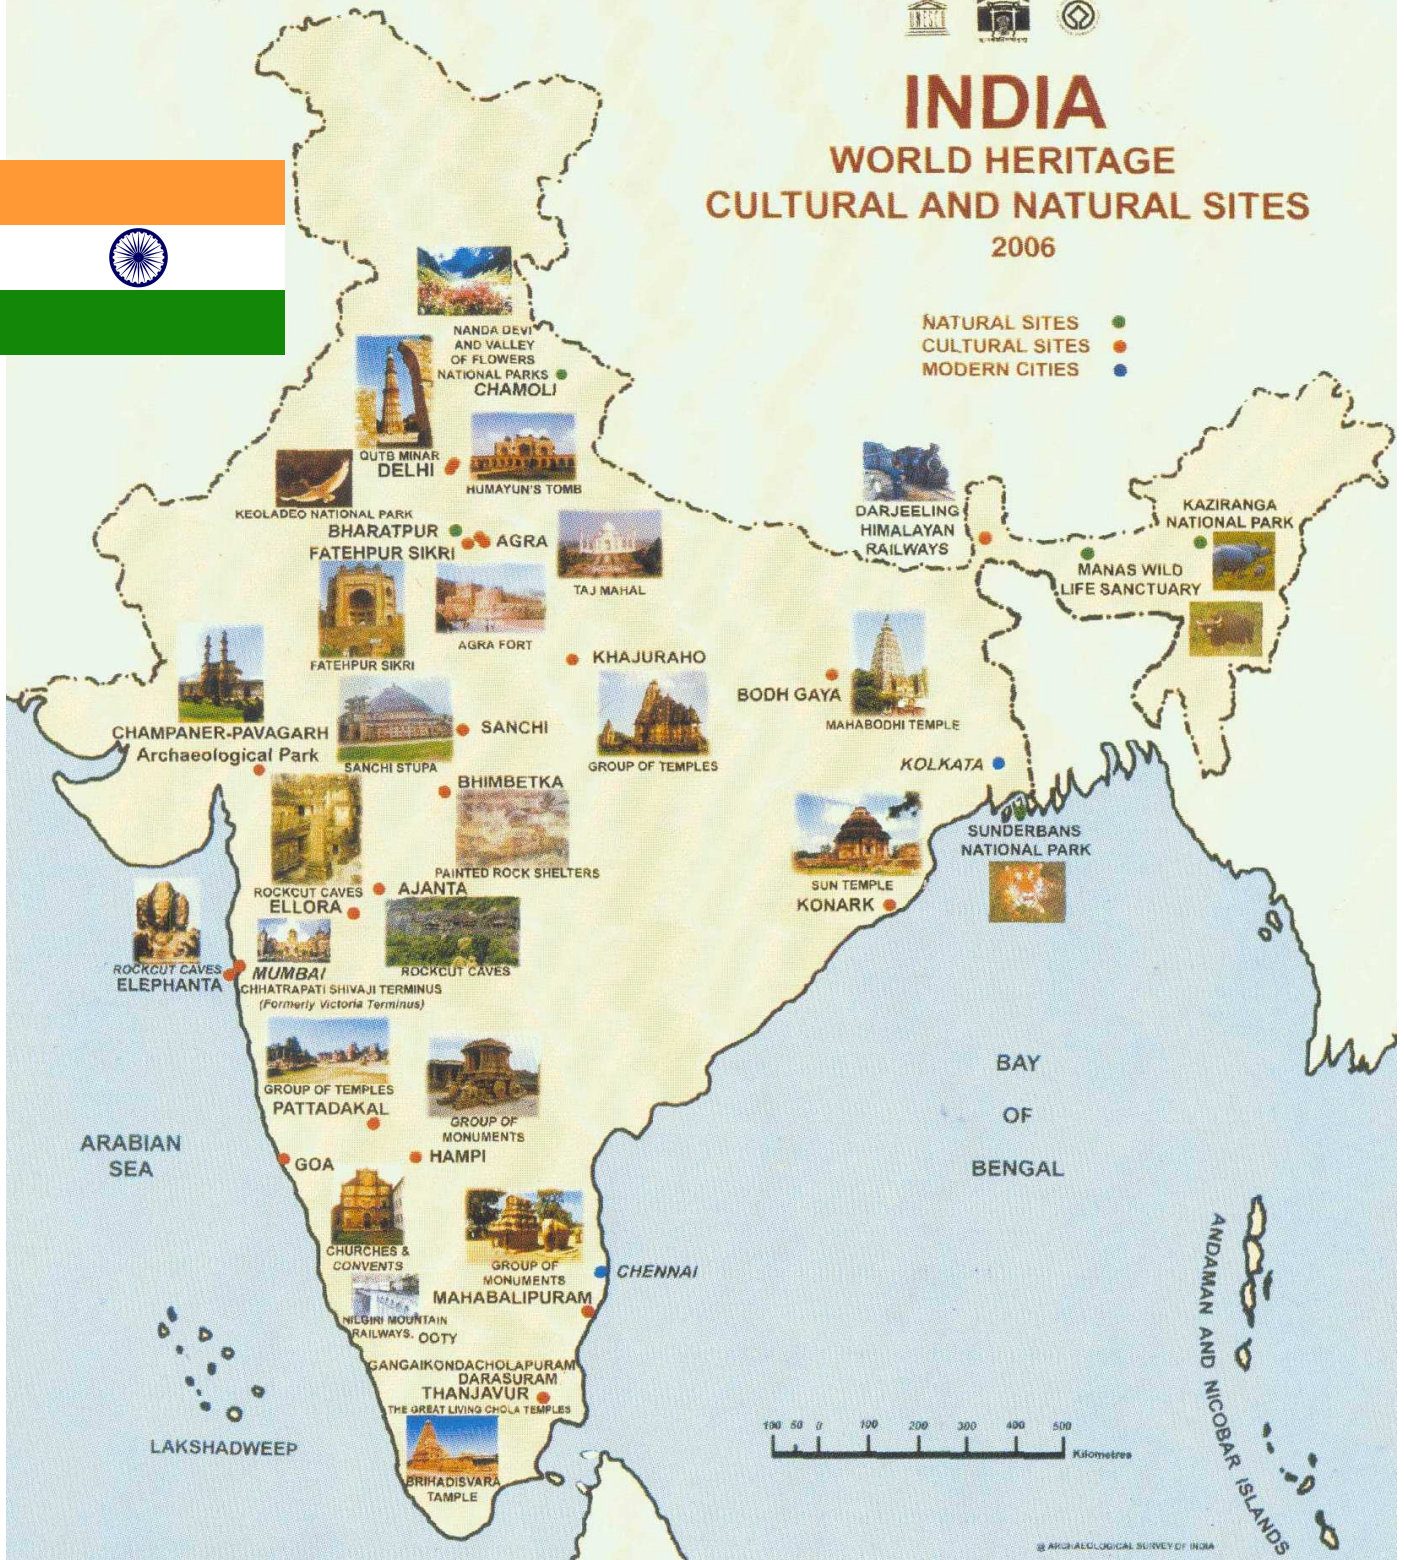 UNESCO
INDIA
WORLD HERITAGE
CULTURAL AND NATURAL SITES
2006
NATURAL SITES
CULTURAL SITES
MODERN CITIES
NANDA DEVI
AND VALLEY
OF FLOWERS
NATIONAL PARKS
CHAMOLI
QUTB MINAR
DELHI
HUMAYUN'S TOMB
KEOLADEO NATIONAL PARK
BHARATPUR
FATEHPUR SIKRI
AGRA
TAJ MAHAL
AGRA FORT
FATEHPUR SIKRI
DARJEELING
HIMALAYAN
RAILWAYS
KAZIRANGA
NATIONAL PARK
MANAS WILD
LIFE SANCTUARY
KHAJURAHO
GROUP OF TEMPLES
BODH GAYA
MAHABODHI TEMPLE
CHAMPANER-PAVAGARH
Archaeological Park
SANCHI
SANCHI STUPA
BHIMBETKA
PAINTED ROCK SHELTERS
KOLKATA
SUNDERBANS
NATIONAL PARK
SUN TEMPLE
KONARK
ROCKCUT CAVES
ELLORA
AJANTA
ROCKCUT CAVES
ROCKCUT CAVES
ELEPHANTA
MUMBAI
CHHATRAPATI SHIVAJI TERMINUS
(Formerly Victoria Terminus)
GROUP OF TEMPLES
PATTADAKAL
GROUP OF
MONUMENTS
HAMPI
GOA
CHURCHES &
CONVENTS
GROUP OF
MONUMENTS
MAHABALIPURAM
CHENNAI
NILGIRI MOUNTAIN
RAILWAYS. OOTY
GANGAIKONDACHOLAPURAM
DARASURAM
THANJAVUR
THE GREAT LIVING CHOLA TEMPLES
BRIHADISVARA
TAMPLE
ARABIAN
SEA
BAY
OF
BENGAL
LAKSHADWEEP
ANDAMAN AND NICOBAR ISLANDS
100 50 0 100 200 300 400 500
Kilometres
@ ARCHAEOLOGICAL SURVEY OF INDIA